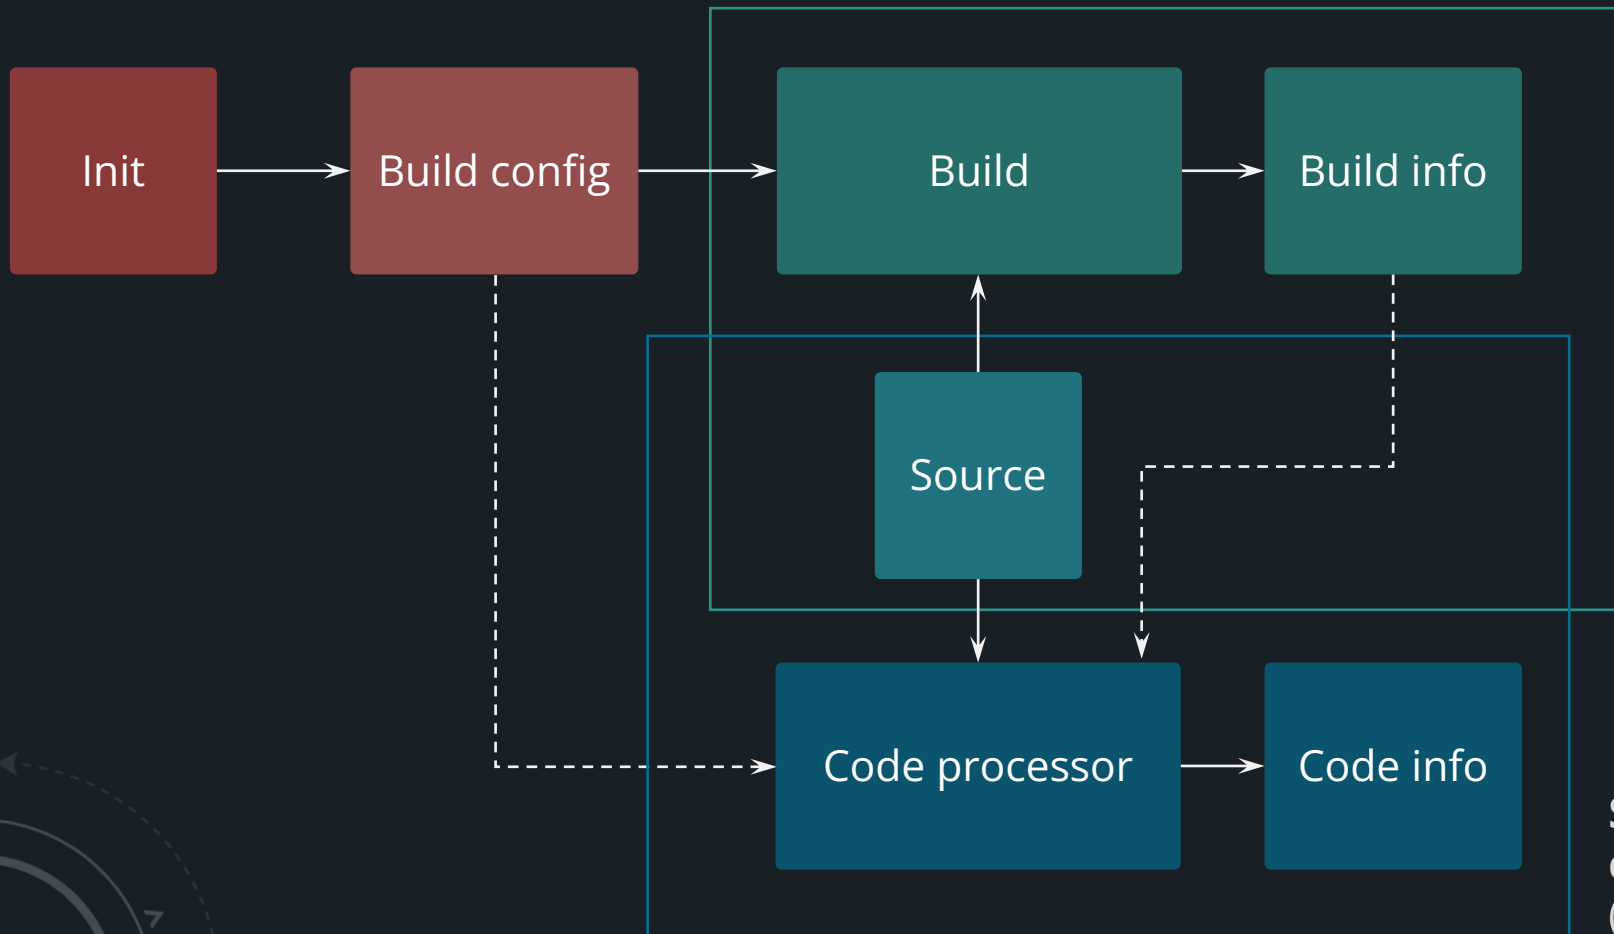 Init
Build config
Build
Build info
Source
Code processor
Code info